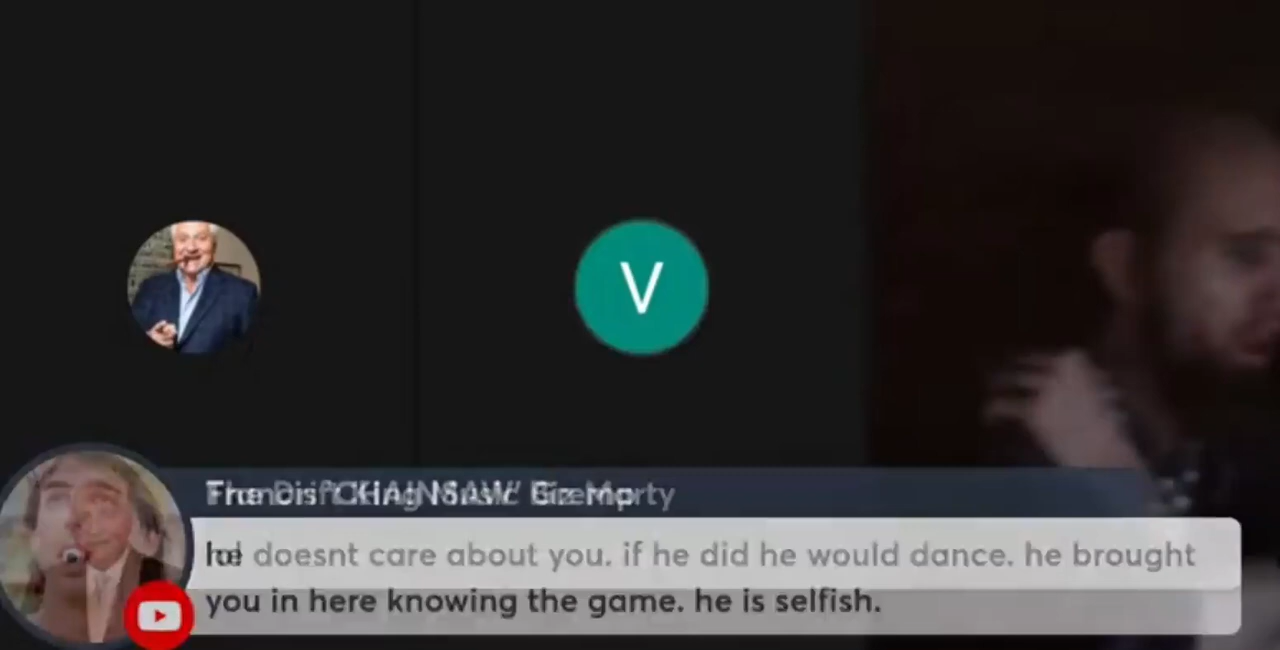 V
he doesnt care about you. if he did he would dance. he brought
you in here knowing the game. he is selfish.